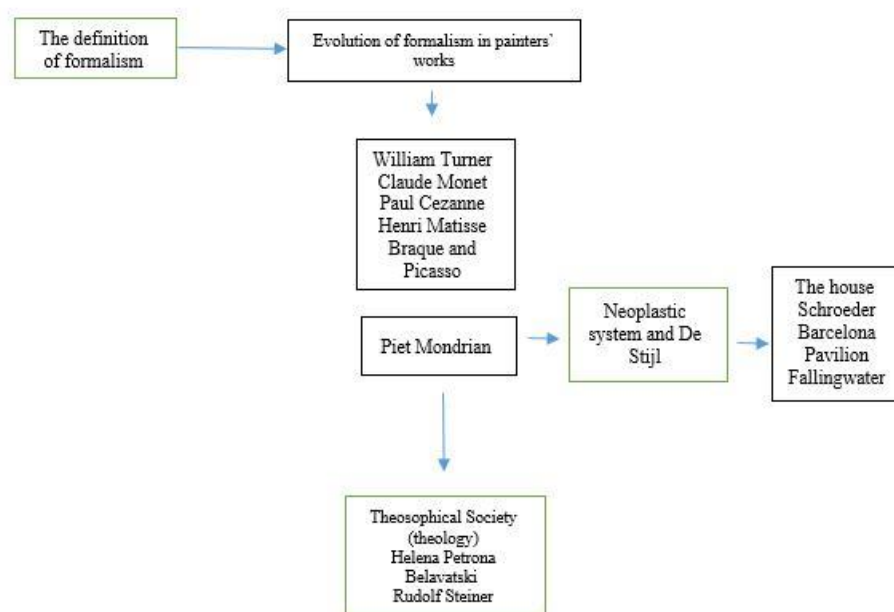 The definition
of formalism
Evolution of formalism in painters`
works
William Turner
Claude Monet
Paul Cezanne
Henri Matisse
Braque and
Picasso
Piet Mondrian
Neoplastic
system and De
Stijl
The house
Schroeder
Barcelona
Pavilion
Fallingwater
Theosophical Society
(theology)
Helena Petrona
Belavatski
Rudolf Steiner